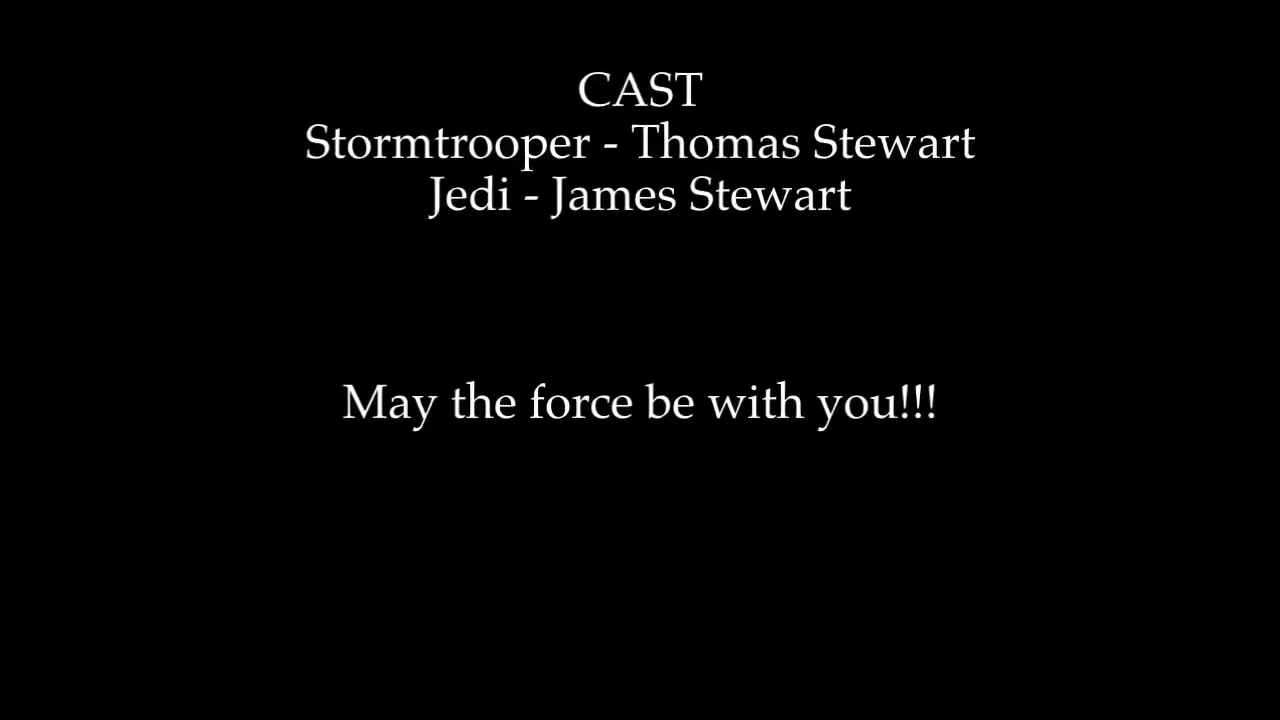 CAST
Stormtrooper - Thomas Stewart
Jedi - James Stewart
May the force be with you!!!